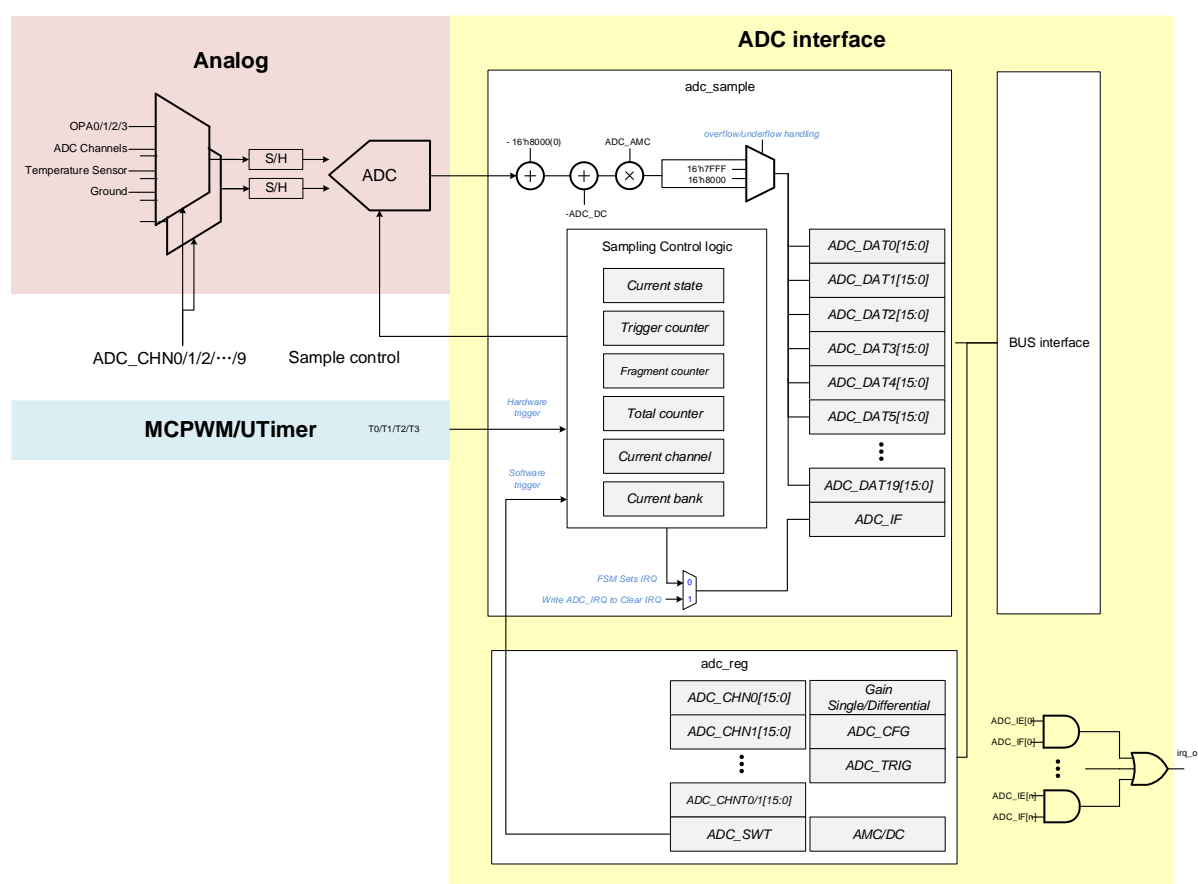 Analog
ADC interface
OPA0/1/2/3
ADC Channels
Temperature Sensor
Ground
S/H
S/H
ADC
ADC_CHN0/1/2/⋯/9
Sample control
MCPWM/UTimer
T0/T1/T2/T3
Hardware
trigger
Software
trigger
adc_sample
- 16'h8000(0)
ADC_AMC
overflow/underflow handling
16'h7FFF
16'h8000
-ADC_DC
Sampling Control logic
Current state
Trigger counter
Fragment counter
Total counter
Current channel
Current bank
ADC_DAT0[15:0]
ADC_DAT1[15:0]
ADC_DAT2[15:0]
ADC_DAT3[15:0]
ADC_DAT4[15:0]
ADC_DAT5[15:0]
ADC_DAT19[15:0]
ADC_IF
FSM Sets IRQ
0
Write ADC_IRQ to Clear IRQ
1
BUS interface
adc_reg
ADC_CHN0[15:0]
Gain
Single/Differential
ADC_CHN1[15:0]
ADC_CFG
ADC_TRIG
ADC_CHNT0/1[15:0]
ADC_SWT
AMC/DC
ADC_IE[0]
ADC_IF[0]
ADC_IE[n]
ADC_IF[n]
irq_o